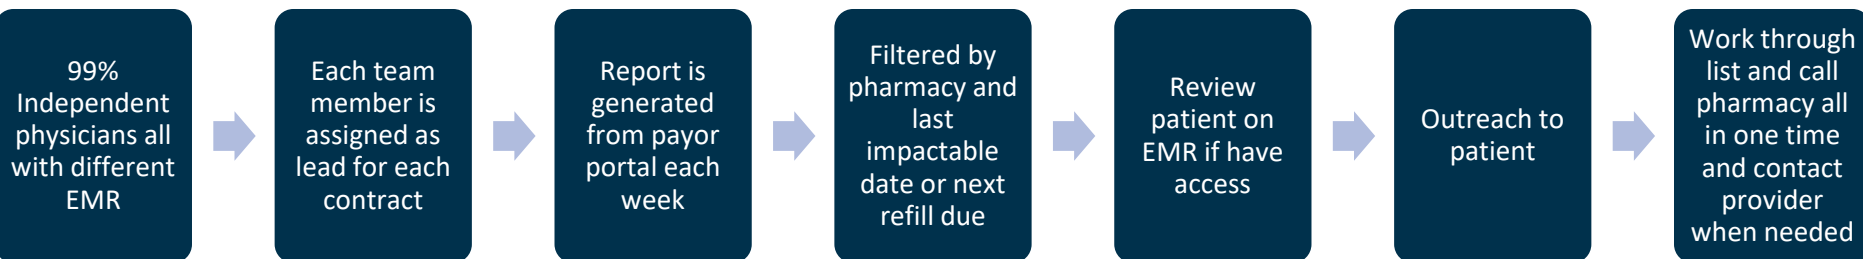 99%
Independent
physicians all
with different
EMR
Each team
member is
assigned as
lead for each
contract
Report is
generated
from payor
portal each
week
Filtered by
pharmacy and
last
impactable
date or next
refill due
Review
patient on
EMR if have
access
Outreach to
patient
Work through
list and call
pharmacy all
in one time
and contact
provider
when needed